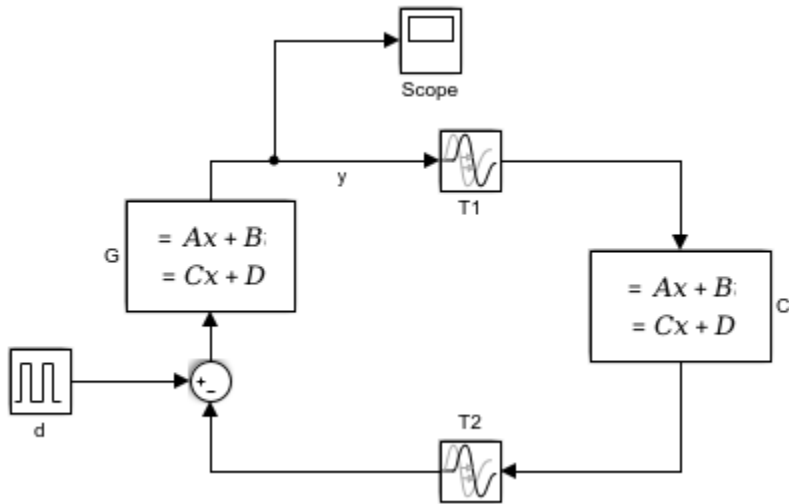 Scope
y
T1
G
= Ax + B
= Cx + D
= Ax + B
= Cx + D
C
+
−
d
T2